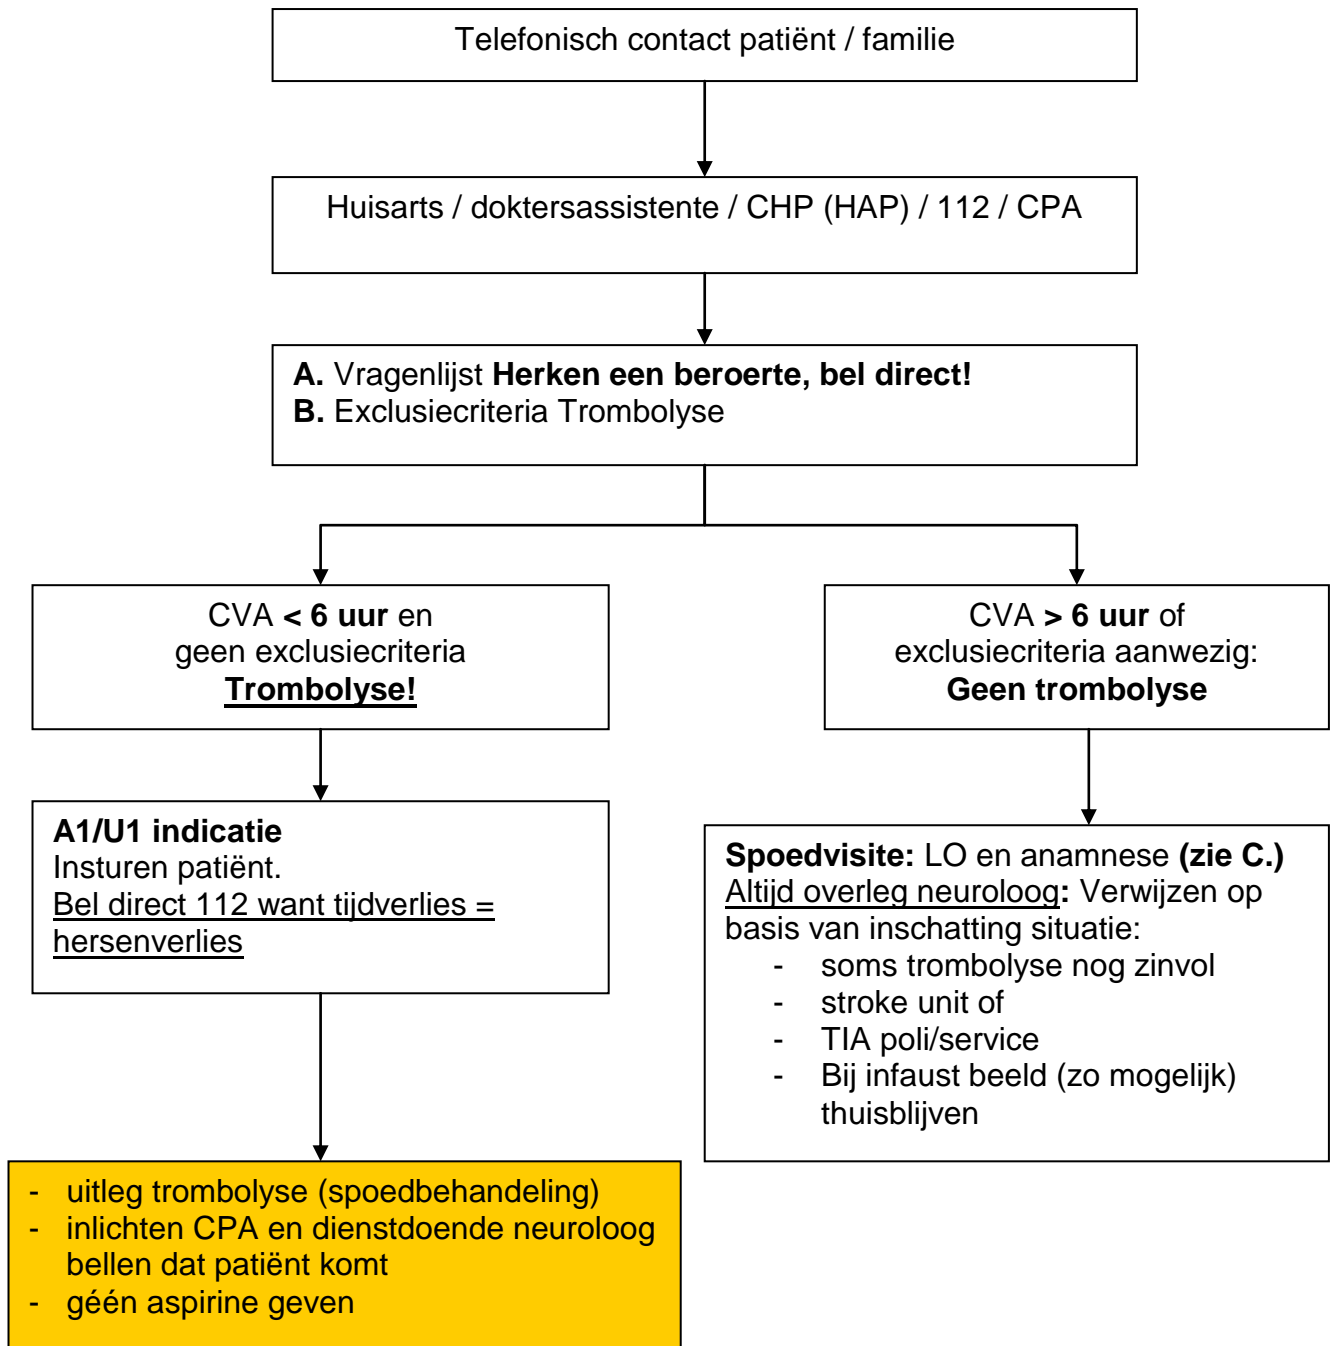 Telefonisch contact patiënt / familie
Huisarts / doktersassistente / CHP (HAP) / 112 / CPA
A. Vragenlijst Herken een beroerte, bel direct!
B. Exclusiecriteria Trombolyse
CVA < 6 uur en
geen exclusiecriteria
Trombolyse!
CVA > 6 uur of
exclusiecriteria aanwezig:
Geen trombolyse
A1/U1 indicatie
Insturen patiënt.
Bel direct 112 want tijdverlies =
hersenverlies
Spoedvisite: LO en anamnese (zie C.)
Altijd overleg neuroloog: Verwijzen op
basis van inschatting situatie:
- soms trombolyse nog zinvol
- stroke unit of
- TIA poli/service
- Bij infaust beeld (zo mogelijk)
thuisblijven
- uitleg trombolyse (spoedbehandeling)
- inlichten CPA en dienstdoende neuroloog
bellen dat patiënt komt
- géén aspirine geven